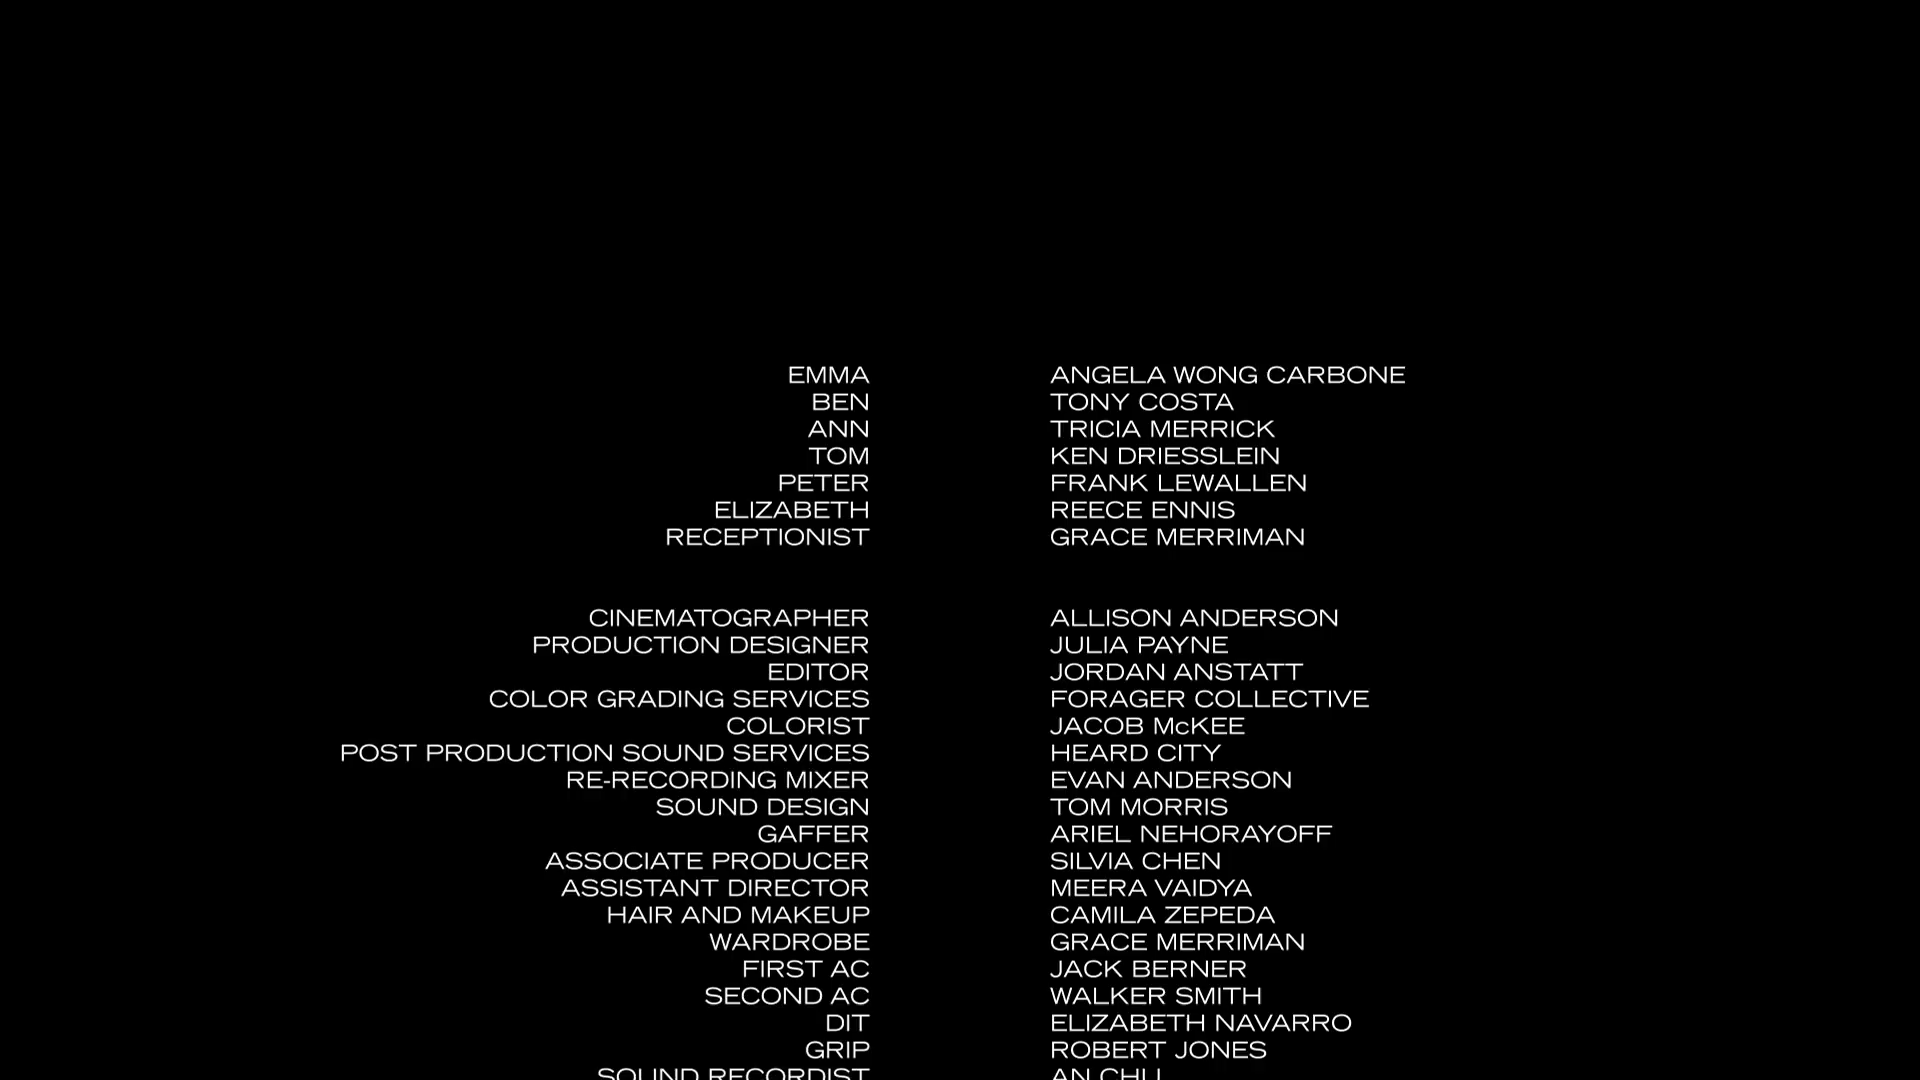 EMMA ANGELA WONG CARBONE
BEN TONY COSTA
ANN TRICIA MERRICK
TOM KEN DRIESSLEIN
PETER FRANK LEWALLEN
ELIZABETH REECE ENNIS
RECEPTIONIST GRACE MERRIMAN
CINEMATOGRAPHER ALLISON ANDERSON
PRODUCTION DESIGNER JULIA PAYNE
EDITOR JORDAN ANSTATT
COLOR GRADING SERVICES FORAGER COLLECTIVE
COLORIST JACOB McKEE
POST PRODUCTION SOUND SERVICES HEARD CITY
RE-RECORDING MIXER EVAN ANDERSON
SOUND DESIGN TOM MORRIS
GAFFER ARIEL NEHORAYOFF
ASSOCIATE PRODUCER SILVIA CHEN
ASSISTANT DIRECTOR MEERA VAIDYA
HAIR AND MAKEUP CAMILA ZEPEDA
WARDROBE GRACE MERRIMAN
FIRST AC JACK BERNER
SECOND AC WALKER SMITH
DIT ELIZABETH NAVARRO
GRIP ROBERT JONES
SOUND RECORDIST AN CHU